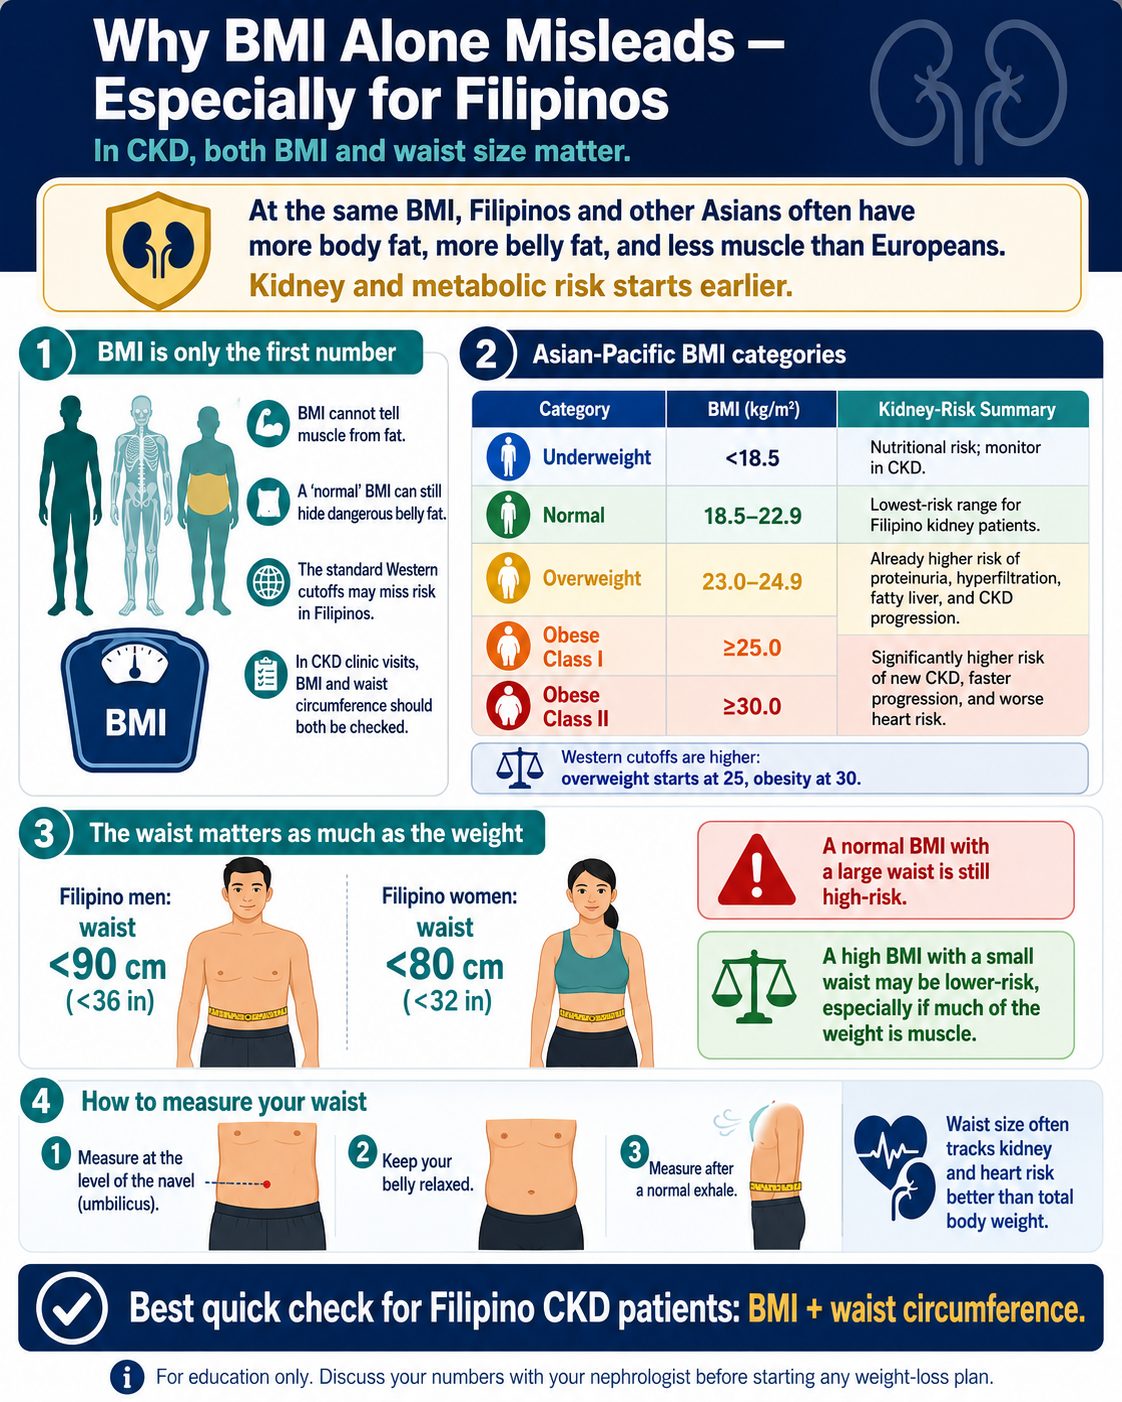 Why BMI Alone Misleads –
Especially for Filipinos
In CKD, both BMI and waist size matter.
At the same BMI, Filipinos and other Asians often have
more body fat, more belly fat, and less muscle than Europeans.
Kidney and metabolic risk starts earlier.
1 BMI is only the first number
BMI cannot tell
muscle from fat.
A 'normal' BMI can still
hide dangerous belly fat.
The standard Western
cutoffs may miss risk
in Filipinos.
In CKD clinic visits,
BMI and waist
circumference should
both be checked.
BMI
2 Asian-Pacific BMI categories
Category BMI (kg/m²) Kidney-Risk Summary
Underweight <18.5 Nutritional risk; monitor
in CKD.
Normal 18.5–22.9 Lowest-risk range for
Filipino kidney patients.
Overweight 23.0–24.9 Already higher risk of
proteinuria, hyperfiltration,
fatty liver, and CKD
progression.
Obese
Class I ≥25.0
Obese
Class II ≥30.0
Significantly higher risk
of new CKD, faster
progression, and worse
heart risk.
Western cutoffs are higher:
overweight starts at 25, obesity at 30.
3 The waist matters as much as the weight
Filipino men:
waist
<90 cm
(<36 in)
Filipino women:
waist
<80 cm
(<32 in)
A normal BMI with
a large waist is still
high-risk.
A high BMI with a small
waist may be lower-risk,
especially if much of the
weight is muscle.
4 How to measure your waist
1 Measure at the
level of the navel
(umbilicus).
2 Keep your
belly relaxed.
3 Measure after
a normal exhale.
Waist size often
tracks kidney
and heart risk
better than total
body weight.
Best quick check for Filipino CKD patients: BMI + waist circumference.
i For education only. Discuss your numbers with your nephrologist before starting any weight-loss plan.